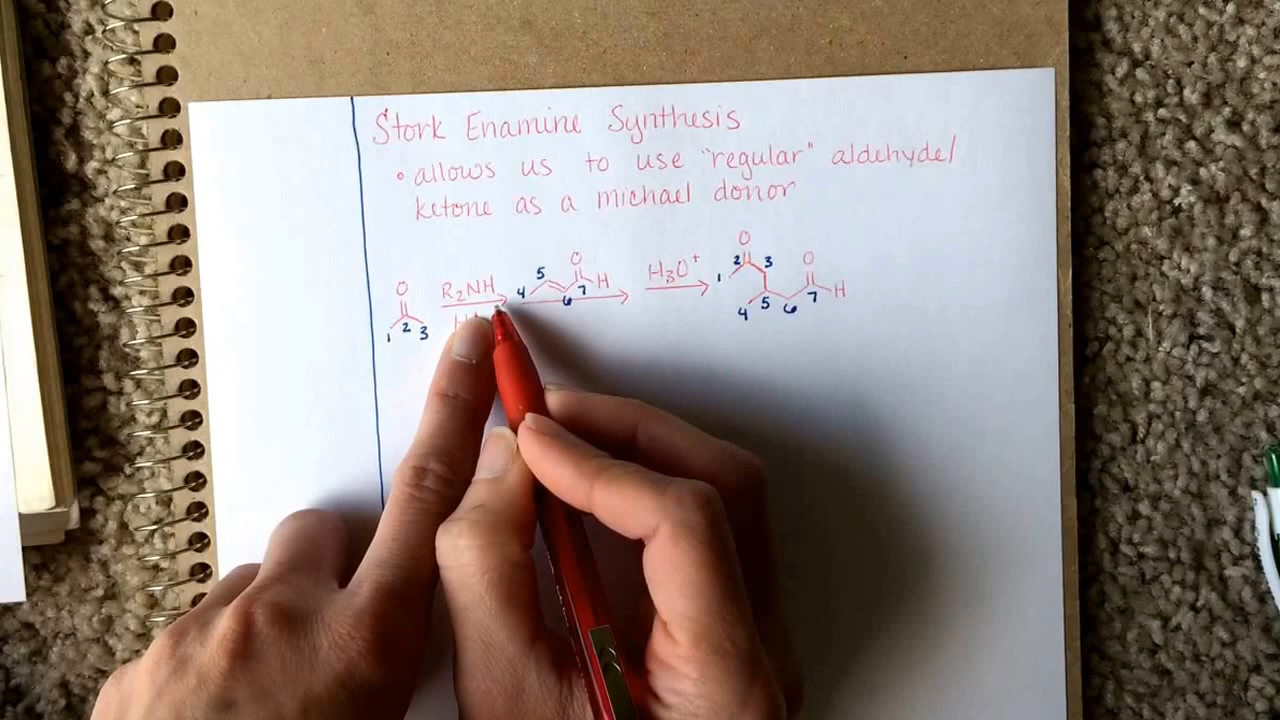 Stork Enamine Synthesis
• allows us to use "regular" aldehyde/
ketone as a michael donor
O 1 2 3
R₂NH
4 5 6 7 O H
H₃O⁺
O 1 2 3 4 5 6 7 O H